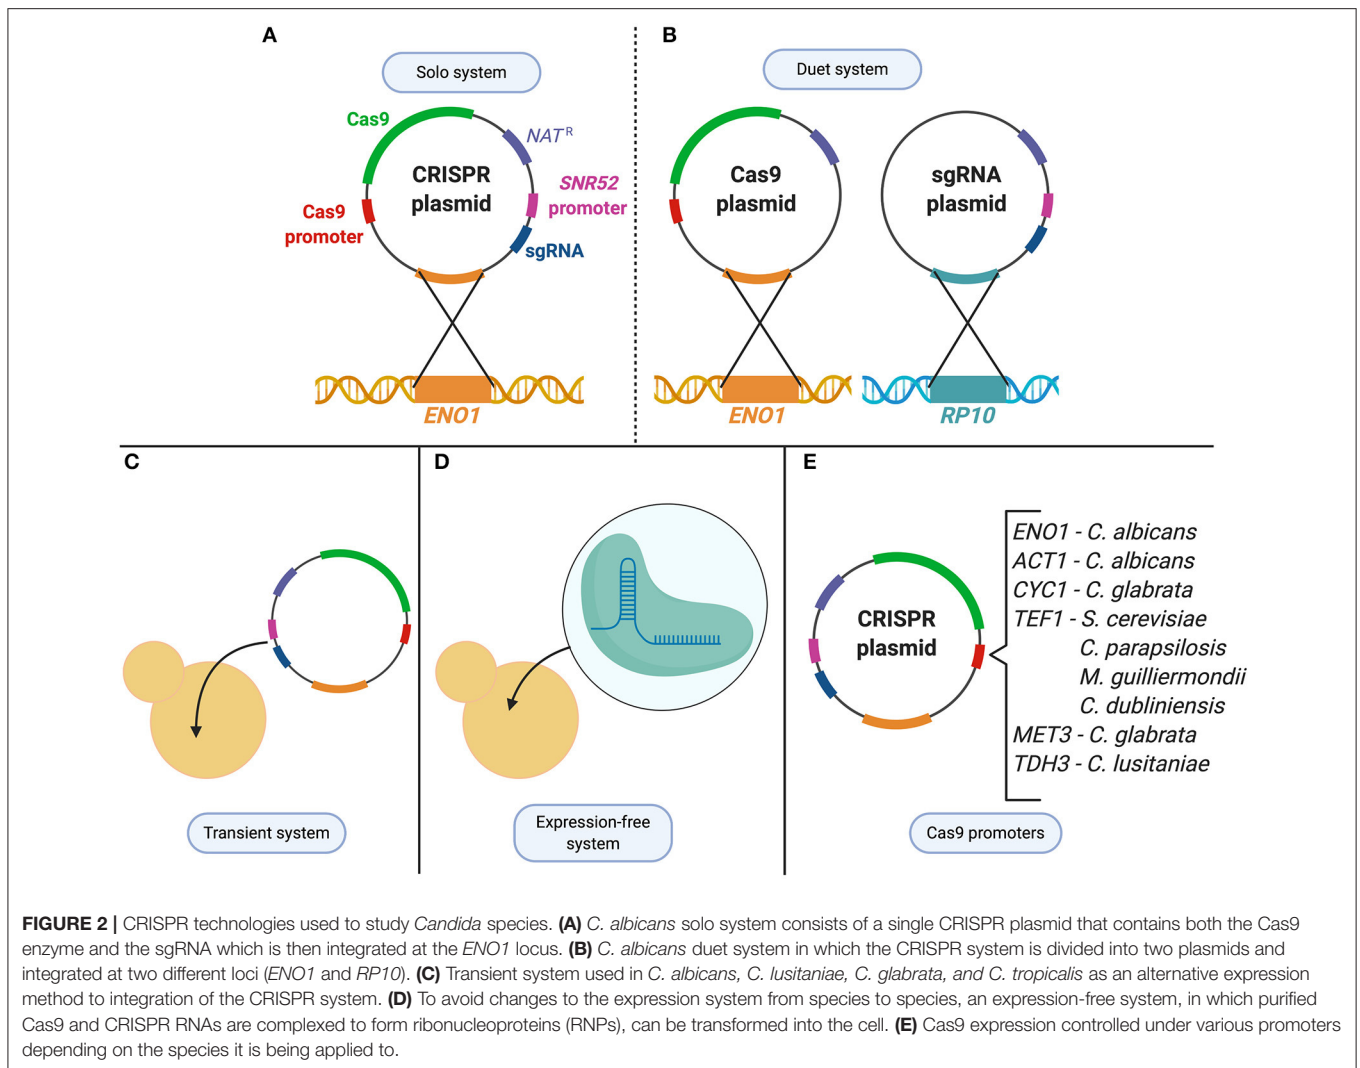 A
B
Solo system
Duet system
Cas9
NATR
CRISPR
plasmid
SNR52
promoter
Cas9
promoter
sgRNA
ENO1
Cas9
plasmid
sgRNA
plasmid
ENO1
RP10
C
D
E
Transient system
Expression-free
system
CRISPR
plasmid
ENO1 - C. albicans
ACT1 - C. albicans
CYC1 - C. glabrata
TEF1 - S. cerevisiae
C. parapsilosis
M. guilliermondii
C. dubliniensis
MET3 - C. glabrata
TDH3 - C. lusitaniae
Cas9 promoters
FIGURE 2 | CRISPR technologies used to study Candida species. (A) C. albicans solo system consists of a single CRISPR plasmid that contains both the Cas9
enzyme and the sgRNA which is then integrated at the ENO1 locus. (B) C. albicans duet system in which the CRISPR system is divided into two plasmids and
integrated at two different loci (ENO1 and RP10). (C) Transient system used in C. albicans, C. lusitaniae, C. glabrata, and C. tropicalis as an alternative expression
method to integration of the CRISPR system. (D) To avoid changes to the expression system from species to species, an expression-free system, in which purified
Cas9 and CRISPR RNAs are complexed to form ribonucleoproteins (RNPs), can be transformed into the cell. (E) Cas9 expression controlled under various promoters
depending on the species it is being applied to.